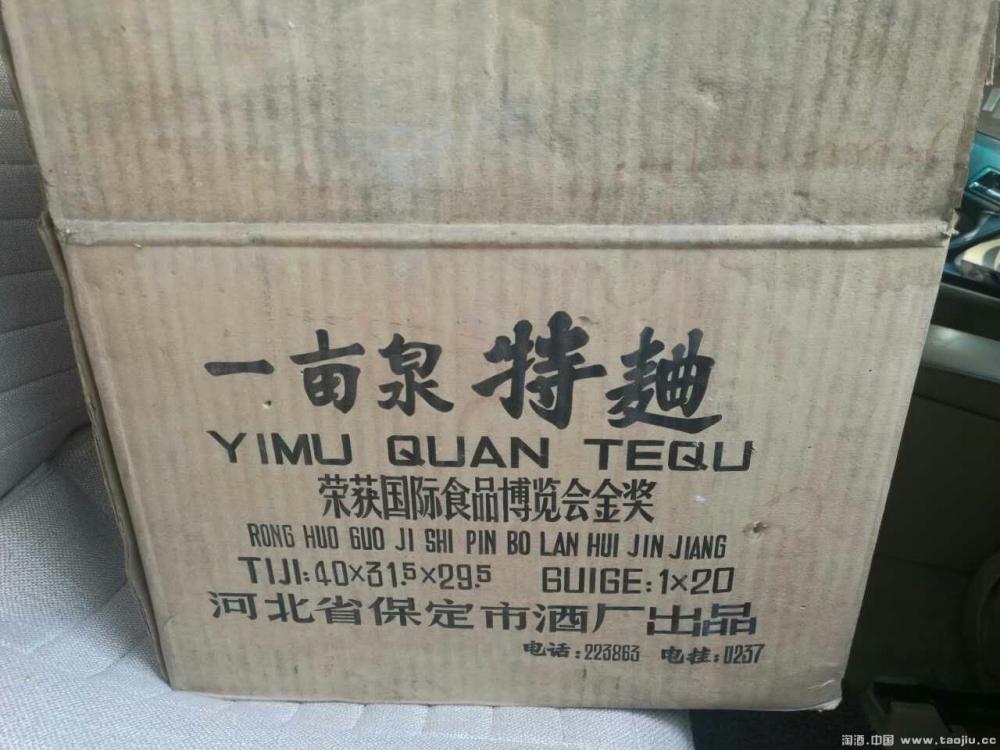 一亩泉特麯
YIMU QUAN TEQU
荣获国际食品博览会金奖
RONG HUO GUO JI SHI PIN BO LAN HUI JIN JIANG
TIJI:40×31.5×29.5 GUIGE:1×20
河北省保定市酒厂出品
电话:223863 电挂:0237
淘酒.中国 www.taojiu.cc